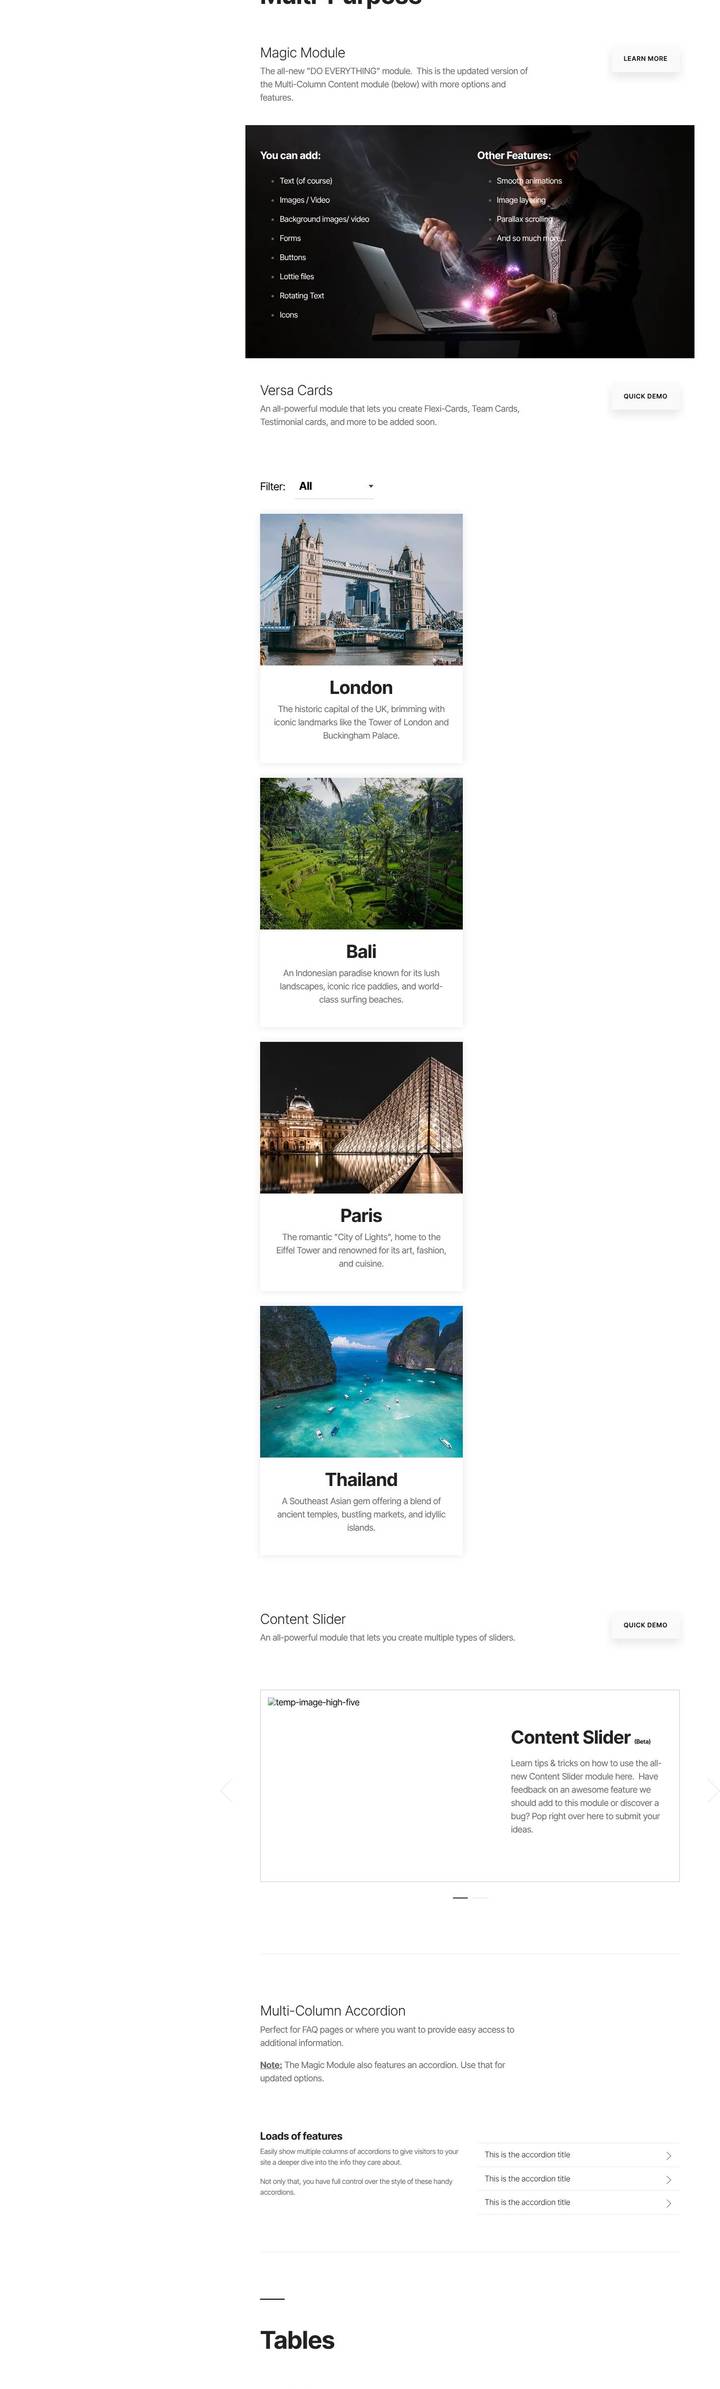 Multi-Purpose
Magic Module
LEARN MORE
The all-new "DO EVERYTHING" module.  This is the updated version of
the Multi-Column Content module (below) with more options and
features.
You can add:
Text (of course)
Images / Video
Background images/ video
Forms
Buttons
Lottie files
Rotating Text
Icons
Other Features:
Smooth animations
Image layering
Parallax scrolling
And so much more...
Versa Cards
QUICK DEMO
An all-powerful module that lets you create Flexi-Cards, Team Cards,
Testimonial cards, and more to be added soon.
Filter: All
London
The historic capital of the UK, brimming with
iconic landmarks like the Tower of London and
Buckingham Palace.
Bali
An Indonesian paradise known for its lush
landscapes, iconic rice paddies, and world-
class surfing beaches.
Paris
The romantic "City of Lights", home to the
Eiffel Tower and renowned for its art, fashion,
and cuisine.
Thailand
A Southeast Asian gem offering a blend of
ancient temples, bustling markets, and idyllic
islands.
Content Slider
QUICK DEMO
An all-powerful module that lets you create multiple types of sliders.
temp-image-high-five
Content Slider (Beta)
Learn tips & tricks on how to use the all-
new Content Slider module here.  Have
feedback on an awesome feature we
should add to this module or discover a
bug? Pop right over here to submit your
ideas.
Multi-Column Accordion
Perfect for FAQ pages or where you want to provide easy access to
additional information.
Note: The Magic Module also features an accordion. Use that for
updated options.
Loads of features
Easily show multiple columns of accordions to give visitors to your
site a deeper dive into the info they care about.
Not only that, you have full control over the style of these handy
accordions.
This is the accordion title
This is the accordion title
This is the accordion title
Tables